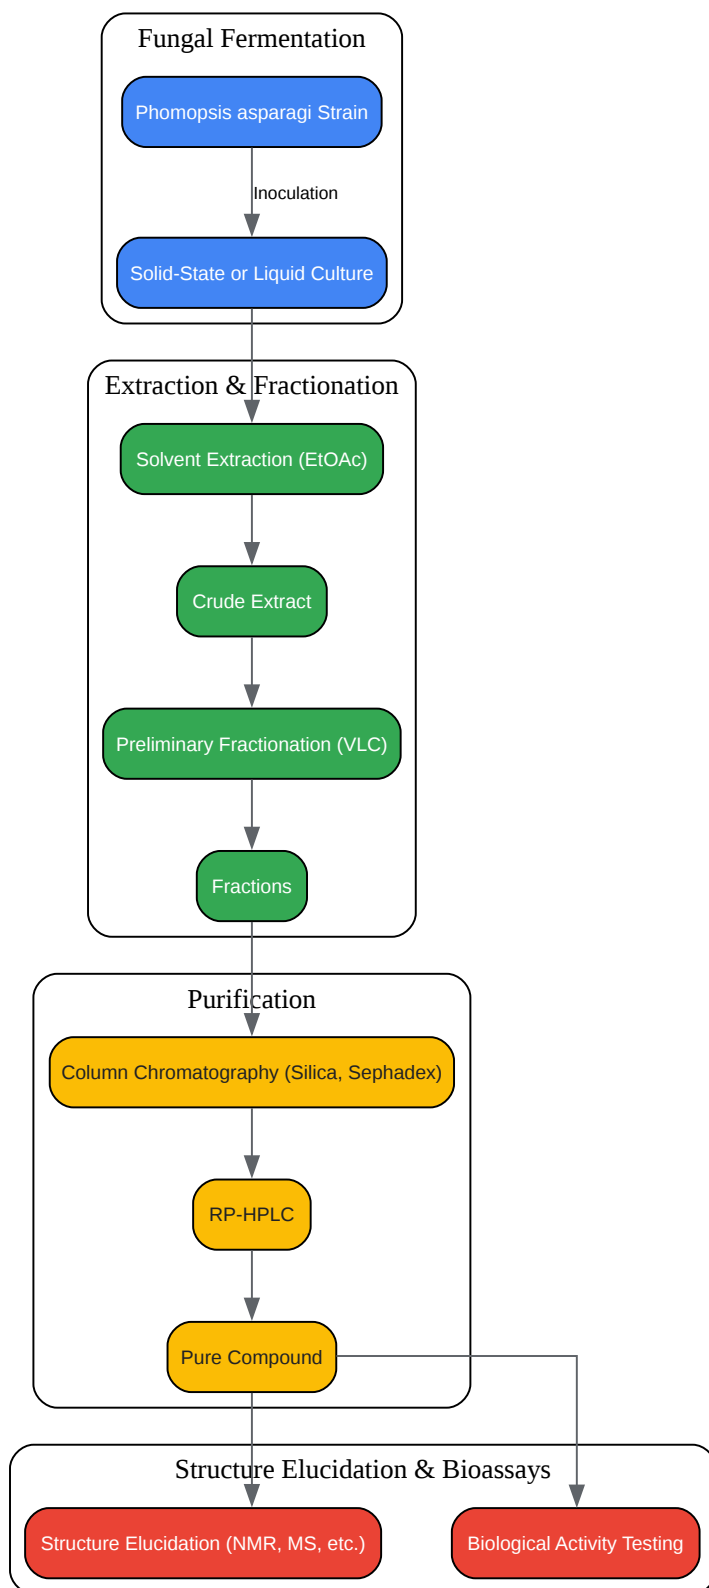 Fungal Fermentation
Phomopsis asparagi Strain
Inoculation
Solid-State or Liquid Culture
Extraction & Fractionation
Solvent Extraction (EtOAc)
Crude Extract
Preliminary Fractionation (VLC)
Fractions
Purification
Column Chromatography (Silica, Sephadex)
RP-HPLC
Pure Compound
Structure Elucidation & Bioassays
Structure Elucidation (NMR, MS, etc.)
Biological Activity Testing